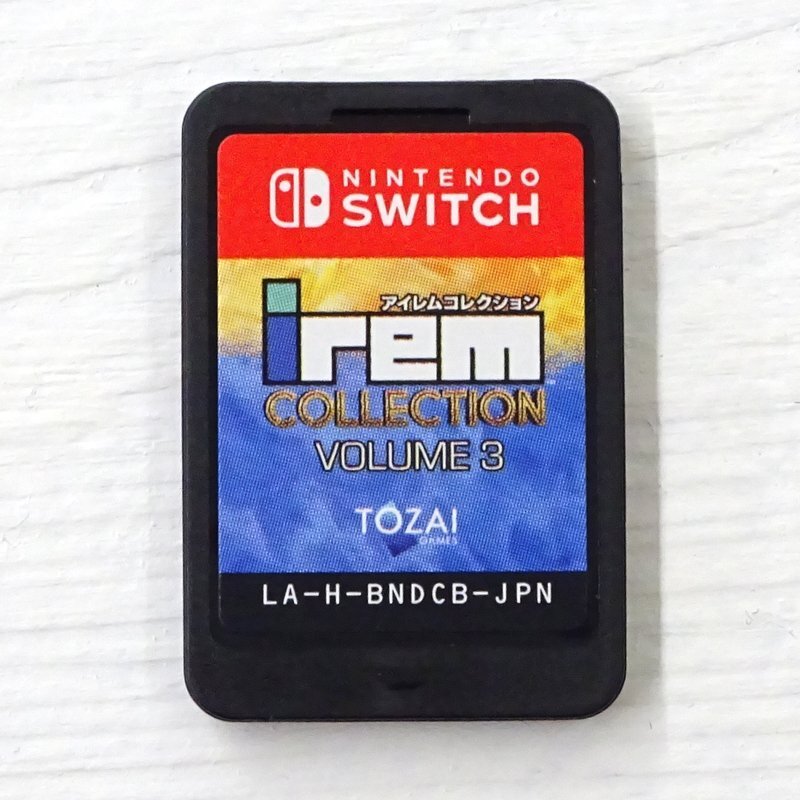 NINTENDO
SWITCH
アイレムコレクション
irem
COLLECTION
VOLUME 3
TOZAI
GAMES
LA-H-BNDCB-JPN